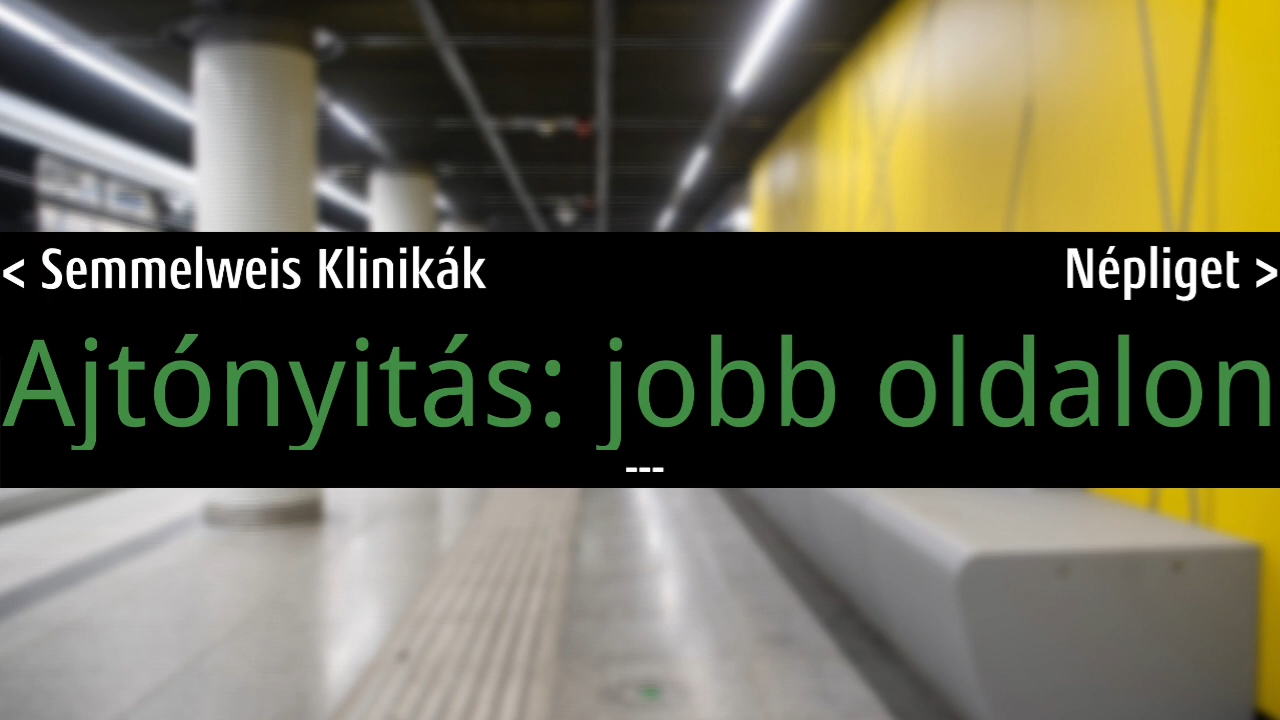 < Semmelweis Klinikák Népliget >
Ajtónyitás: jobb oldalon
---